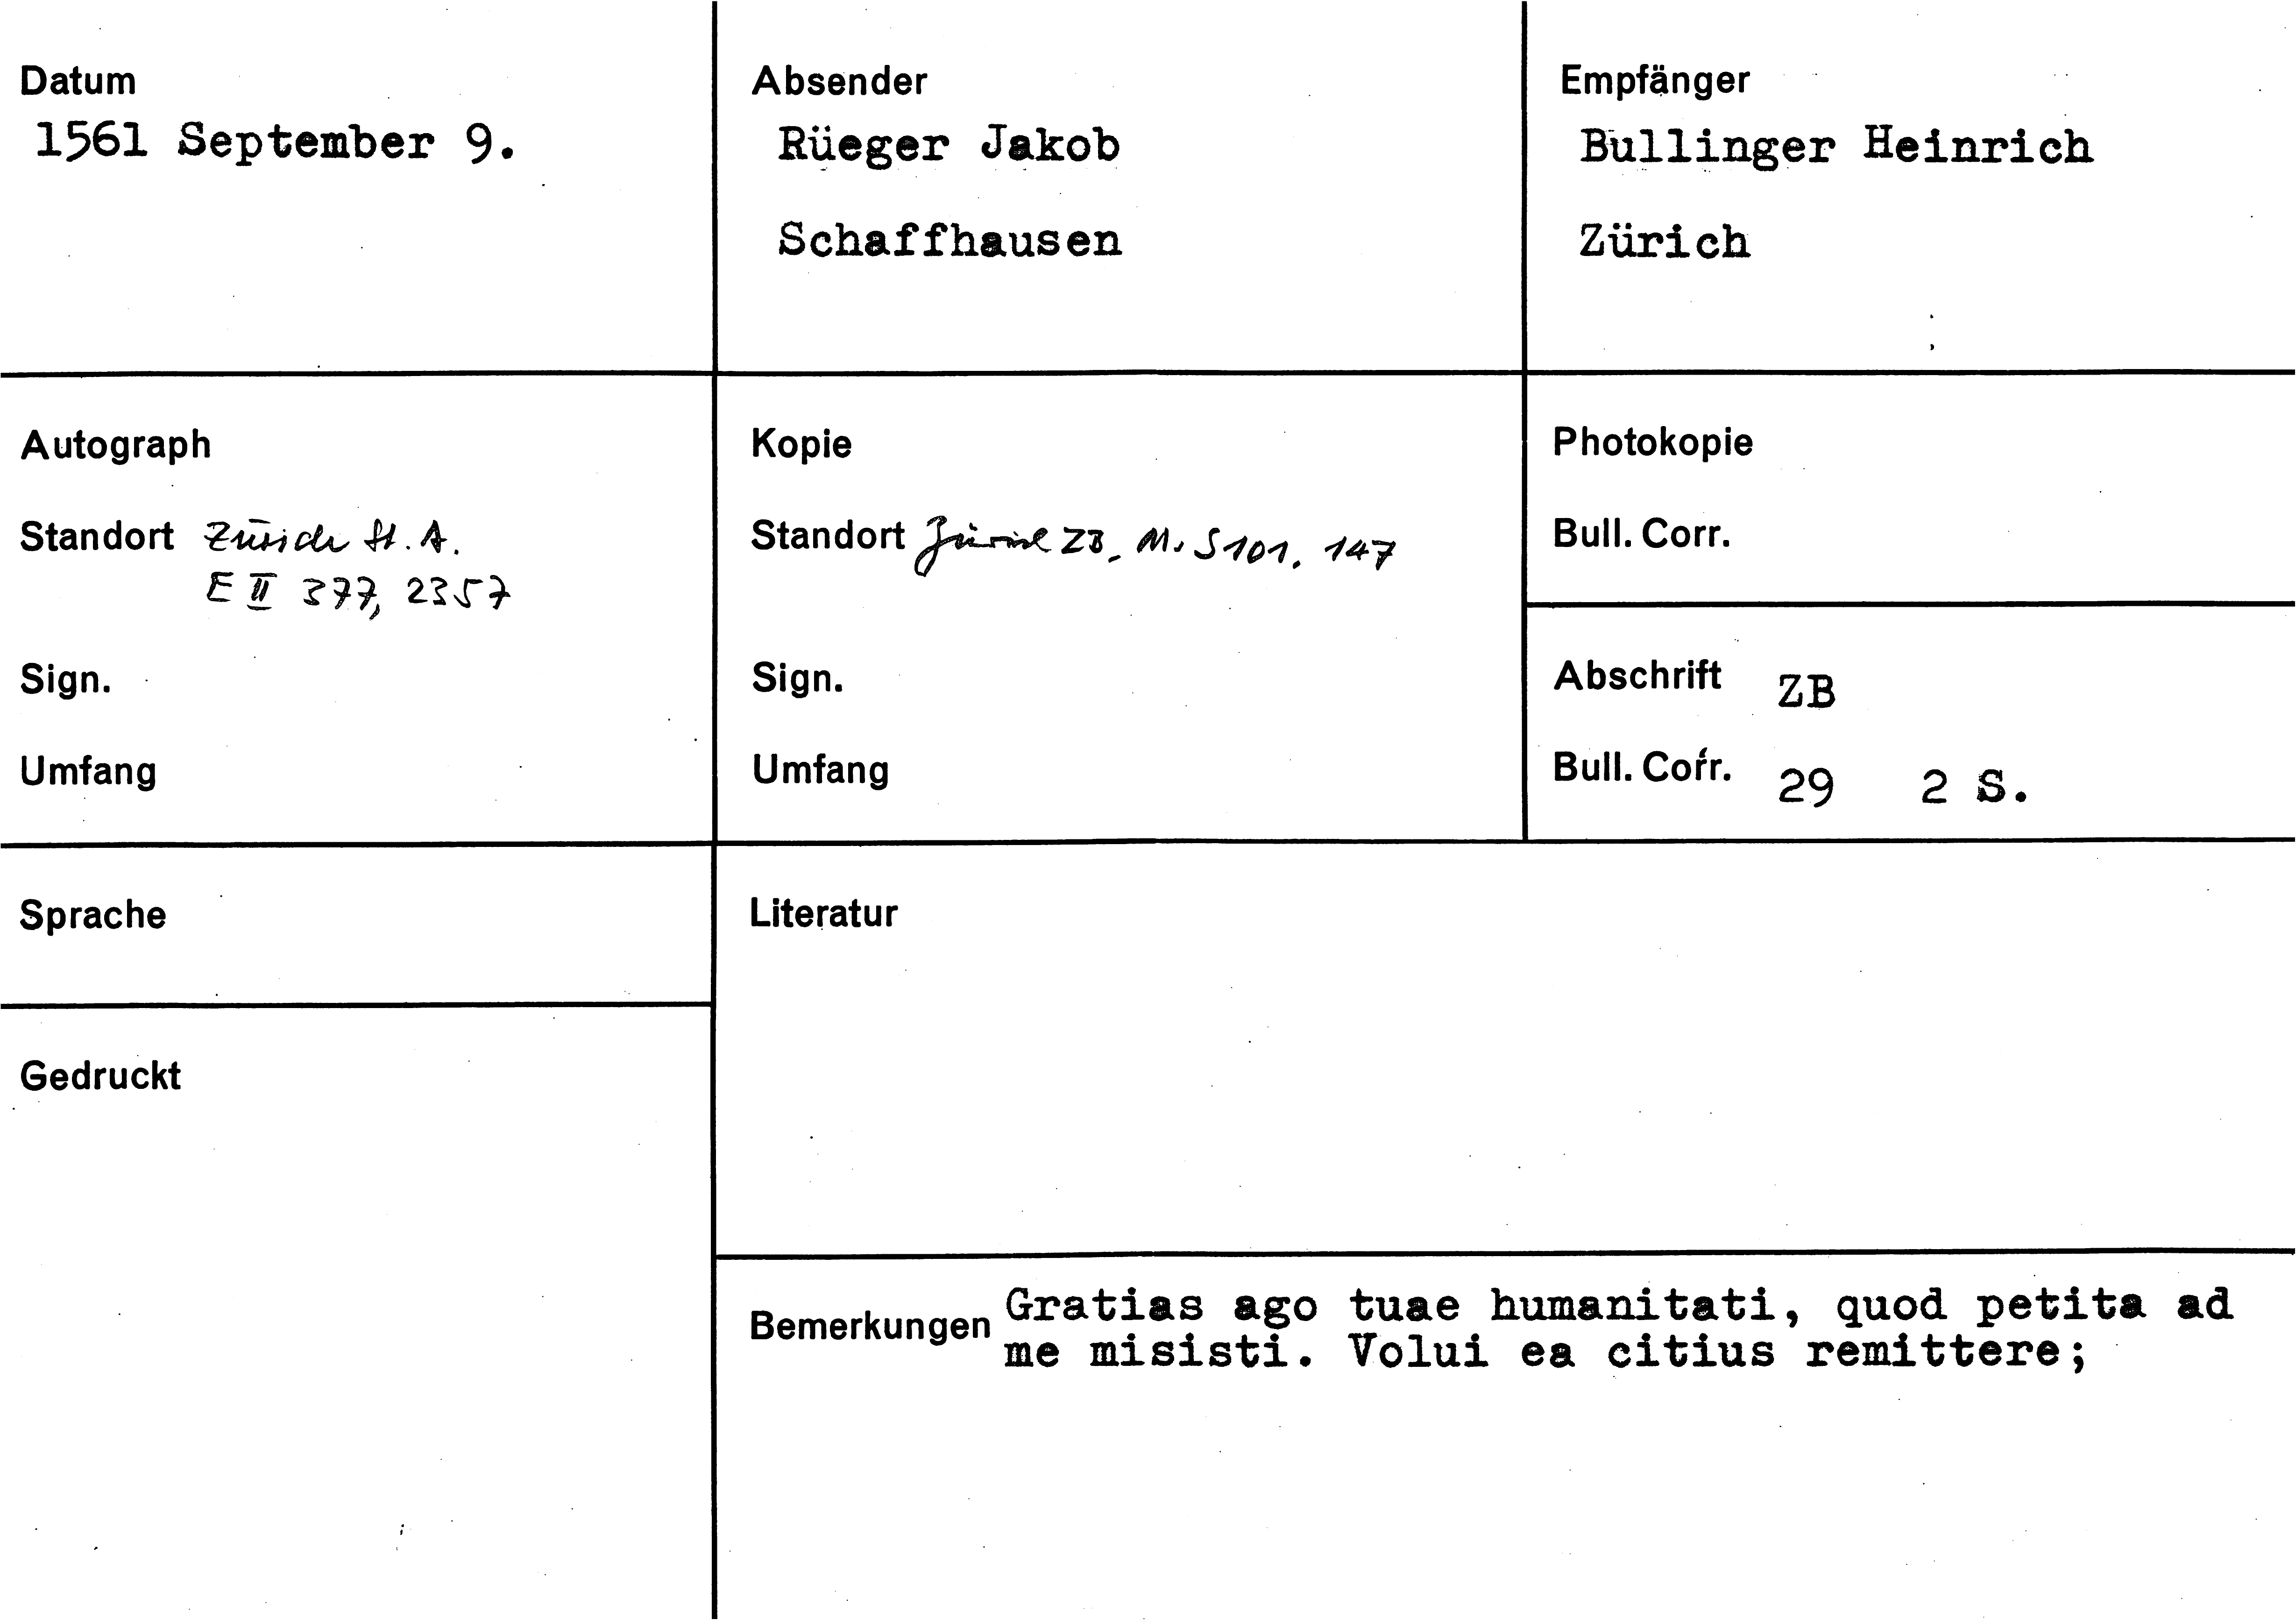 Datum
1561 September 9.
Absender
Rüeger Jakob
Schaffhausen
Empfänger
Bullinger Heinrich
Zürich
Autograph
Standort Zürich St. A.
E II 377, 2357
Sign.
Umfang
Kopie
Standort Zürich ZB. Ms S 101, 147
Sign.
Umfang
Photokopie
Bull. Corr.
Abschrift ZB
Bull. Corr. 29 2 S.
Sprache
Gedruckt
Literatur
Bemerkungen Gratias ago tuae humanitati, quod petita ad
me misisti. Volui ea citius remittere;